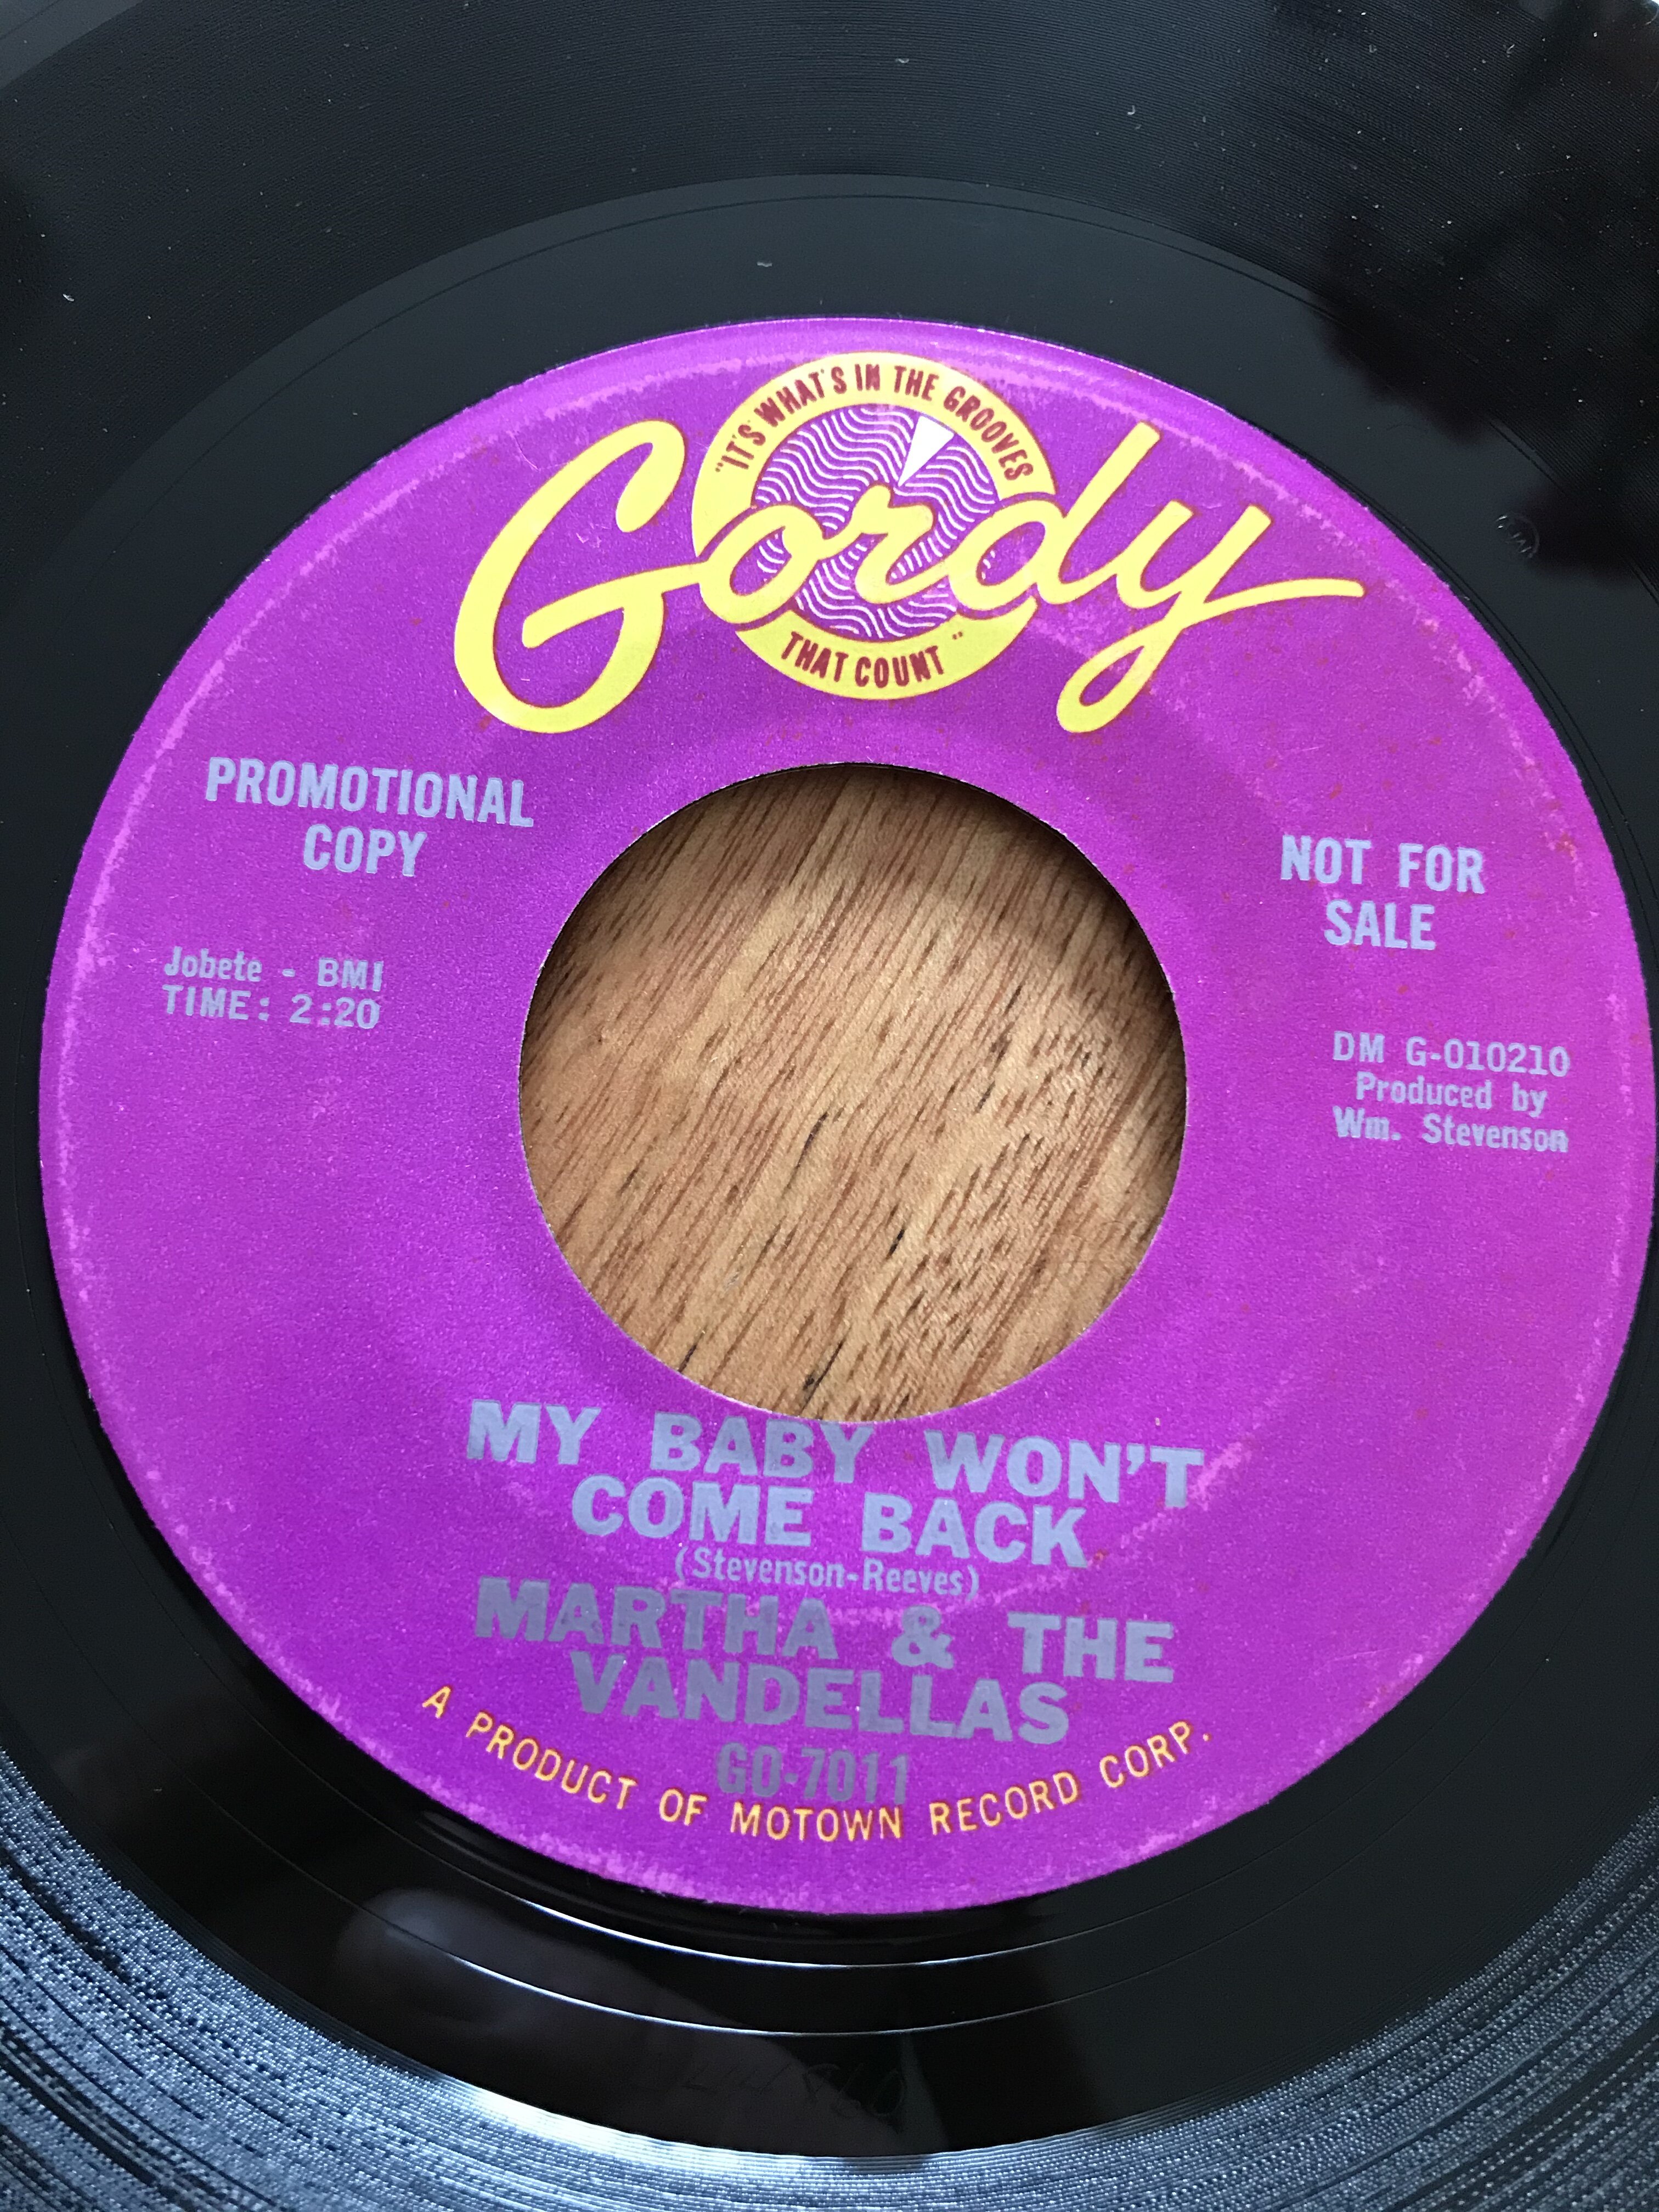 "IT'S WHAT'S IN THE GROOVES
Gordy
THAT COUNT"
PROMOTIONAL
COPY
NOT FOR
SALE
Jobete - BMI
TIME: 2:20
DM G-010210
Produced by
Wm. Stevenson
MY BABY WON'T
COME BACK
(Stevenson-Reeves)
MARTHA & THE
VANDELLAS
GO-7011
A PRODUCT OF MOTOWN RECORD CORP.